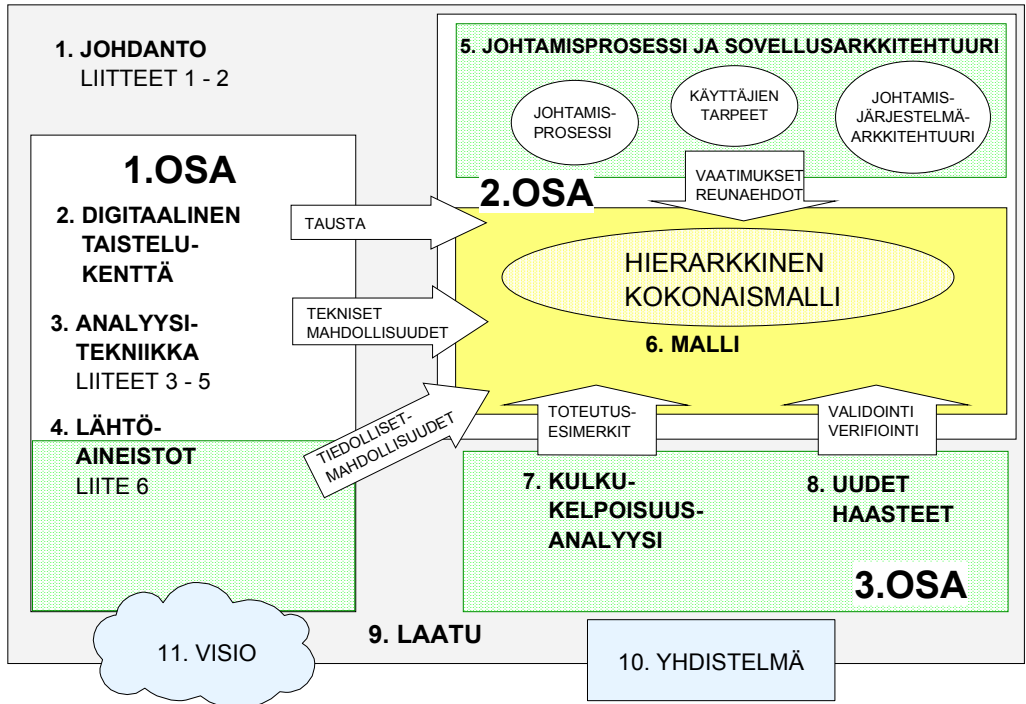 1. JOHDANTO
LIITTEET 1 - 2
1.OSA
2. DIGITAALINEN
TAISTELU-
KENTTÄ
3. ANALYYSI-
TEKNIIKKA
LIITEET 3 - 5
4. LÄHTÖ-
AINEISTOT
LIITE 6
TAUSTA
TEKNISET
MAHDOLLISUUDET
TIEDOLLISET-
MAHDOLLISUUDET
5. JOHTAMISPROSESSI JA SOVELLUSARKKITEHTUURI
JOHTAMIS-
PROSESSI
KÄYTTÄJIEN
TARPEET
JOHTAMIS-
JÄRJESTELMÄ-
ARKKITEHTUURI
VAATIMUKSET
REUNAEHDOT
2.OSA
HIERARKKINEN
KOKONAISMALLI
6. MALLI
TOTEUTUS-
ESIMERKIT
VALIDOINTI
VERIFIOINTI
7. KULKU-
KELPOISUUS-
ANALYYSI
8. UUDET
HAASTEET
3.OSA
9. LAATU
11. VISIO
10. YHDISTELMÄ